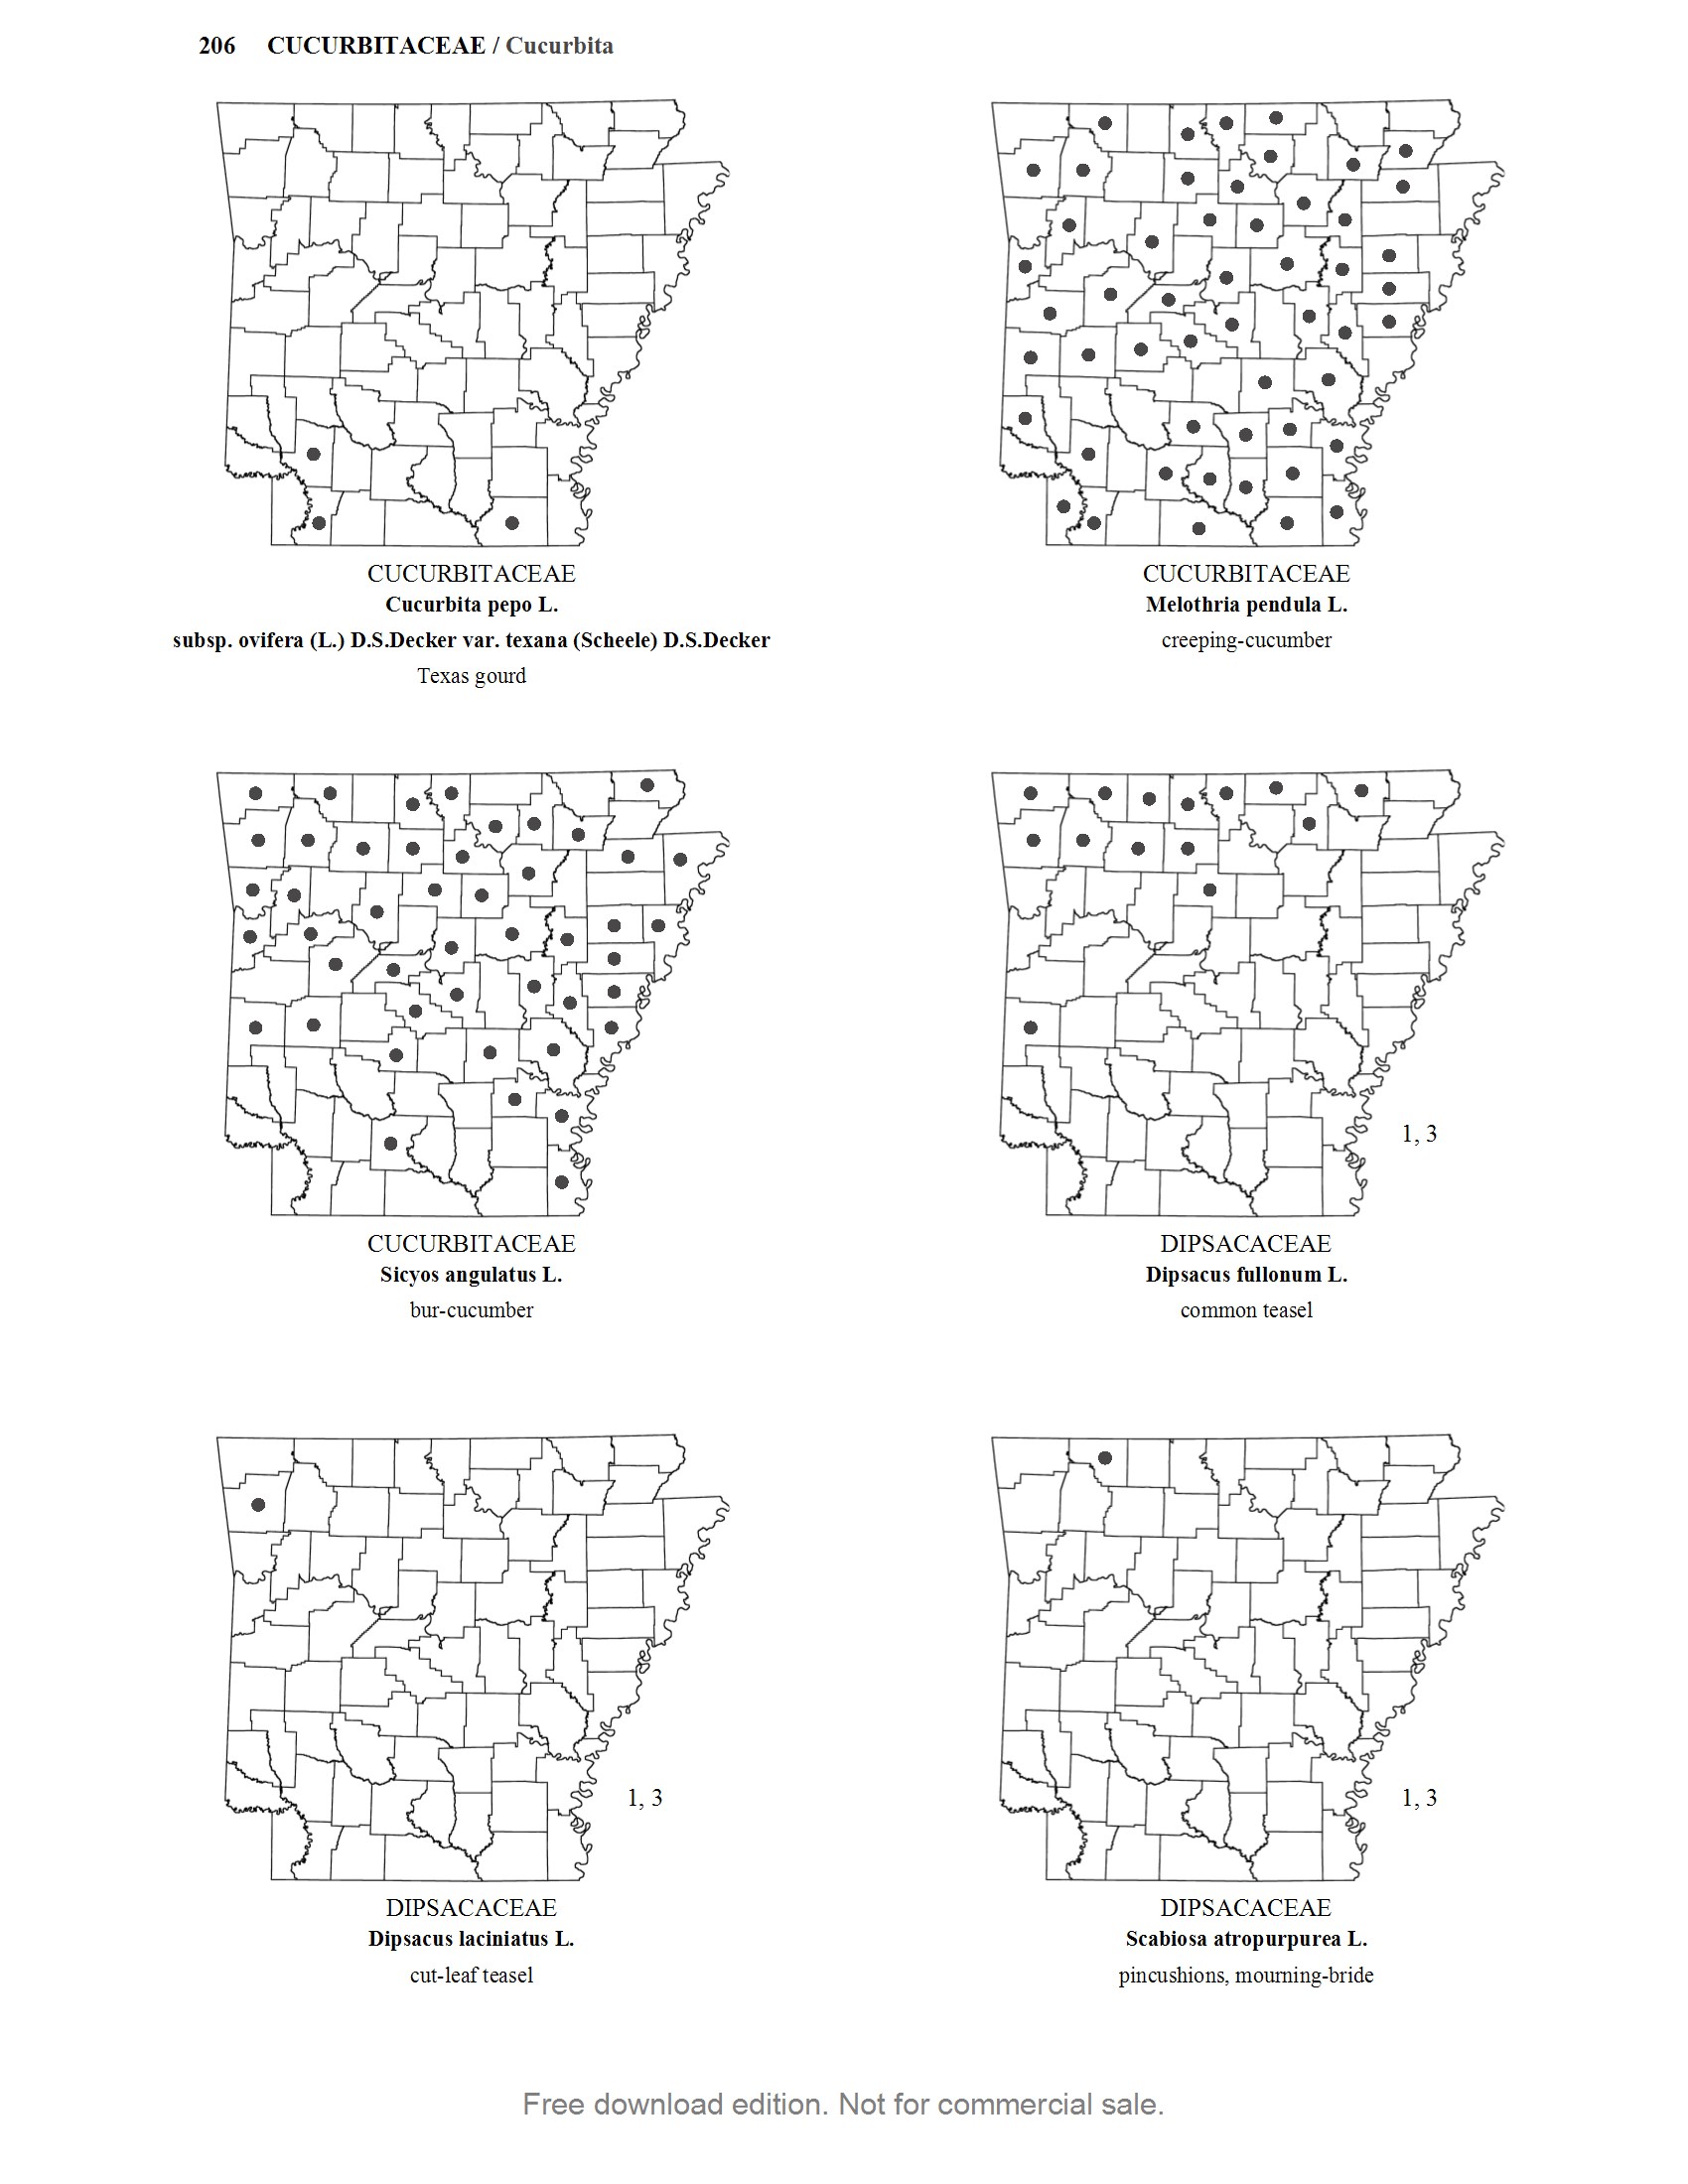 206 CUCURBITACEAE / Cucurbita
CUCURBITACEAE
Cucurbita pepo L.
subsp. ovifera (L.) D.S.Decker var. texana (Scheele) D.S.Decker
Texas gourd
CUCURBITACEAE
Melothria pendula L.
creeping-cucumber
CUCURBITACEAE
Sicyos angulatus L.
bur-cucumber
1, 3
DIPSACACEAE
Dipsacus fullonum L.
common teasel
1, 3
DIPSACACEAE
Dipsacus laciniatus L.
cut-leaf teasel
1, 3
DIPSACACEAE
Scabiosa atropurpurea L.
pincushions, mourning-bride
Free download edition. Not for commercial sale.